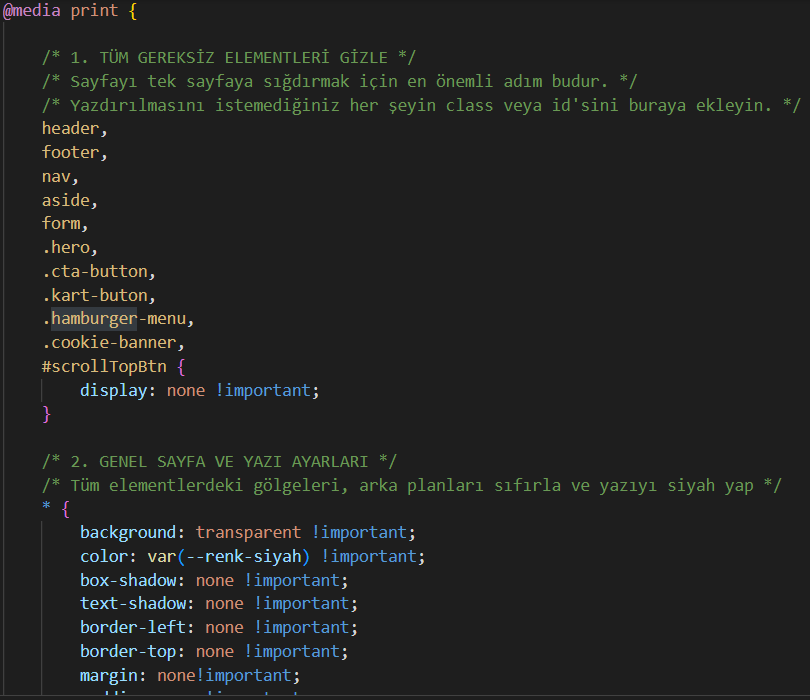 @media print {
/* 1. TÜM GEREKSİZ ELEMENTLERİ GİZLE */
/* Sayfayı tek sayfaya sığdırmak için en önemli adım budur. */
/* Yazdırılmasını istemediğiniz her şeyin class veya id'sini buraya ekleyin. */
header,
footer,
nav,
aside,
form,
.hero,
.cta-button,
.kart-buton,
.hamburger-menu,
.cookie-banner,
#scrollTopBtn {
display: none !important;
}
/* 2. GENEL SAYFA VE YAZI AYARLARI */
/* Tüm elementlerdeki gölgeleri, arka planları sıfırla ve yazıyı siyah yap */
* {
background: transparent !important;
color: var(--renk-siyah) !important;
box-shadow: none !important;
text-shadow: none !important;
border-left: none !important;
border-top: none !important;
margin: none!important;